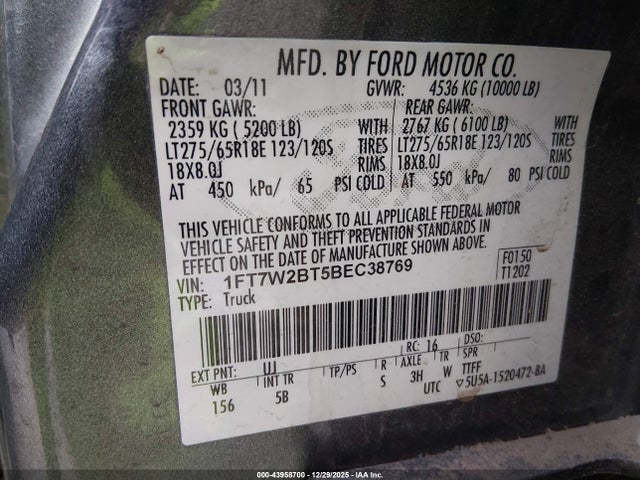 MFD. BY FORD MOTOR CO.
DATE: 03/11 GVWR: 4536 KG (10000 LB)
FRONT GAWR: REAR GAWR:
2359 KG ( 5200 LB) WITH 2767 KG ( 6100 LB) WITH
LT275/65R18E 123/120S TIRES LT275/65R18E 123/120S TIRES
18X8.0J RIMS 18X8.0J RIMS
AT 450 kPa/ 65 PSI COLD AT 550 kPa/ 80 PSI COLD
THIS VEHICLE CONFORMS TO ALL APPLICABLE FEDERAL MOTOR
VEHICLE SAFETY AND THEFT PREVENTION STANDARDS IN
EFFECT ON THE DATE OF MANUFACTURE SHOWN ABOVE.
VIN: 1FT7W2BT5BEC38769 F0150
TYPE: Truck T1202
EXT PNT: UJ RC: 16 DSO:
WB INT TR TP/PS R AXLE TR SPR
156 5B S 3H W TTFF
UTC ▽5U5A-1520472-BA
000-43958700 - 12/29/2025 - IAA Inc.